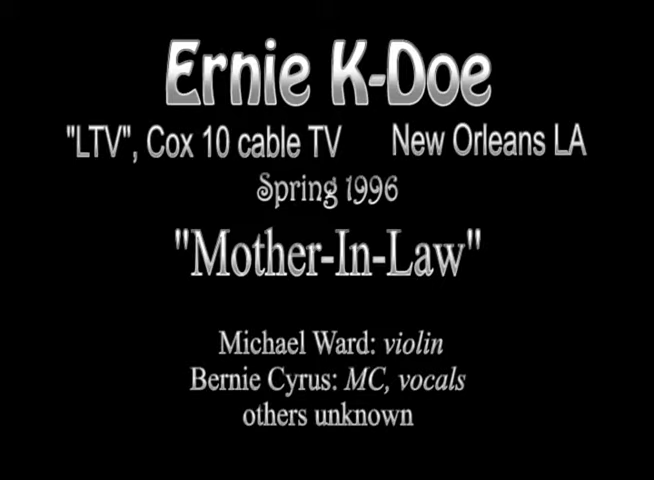 Ernie K-Doe
"LTV", Cox 10 cable TV New Orleans LA
Spring 1996
"Mother-In-Law"
Michael Ward: violin
Bernie Cyrus: MC, vocals
others unknown